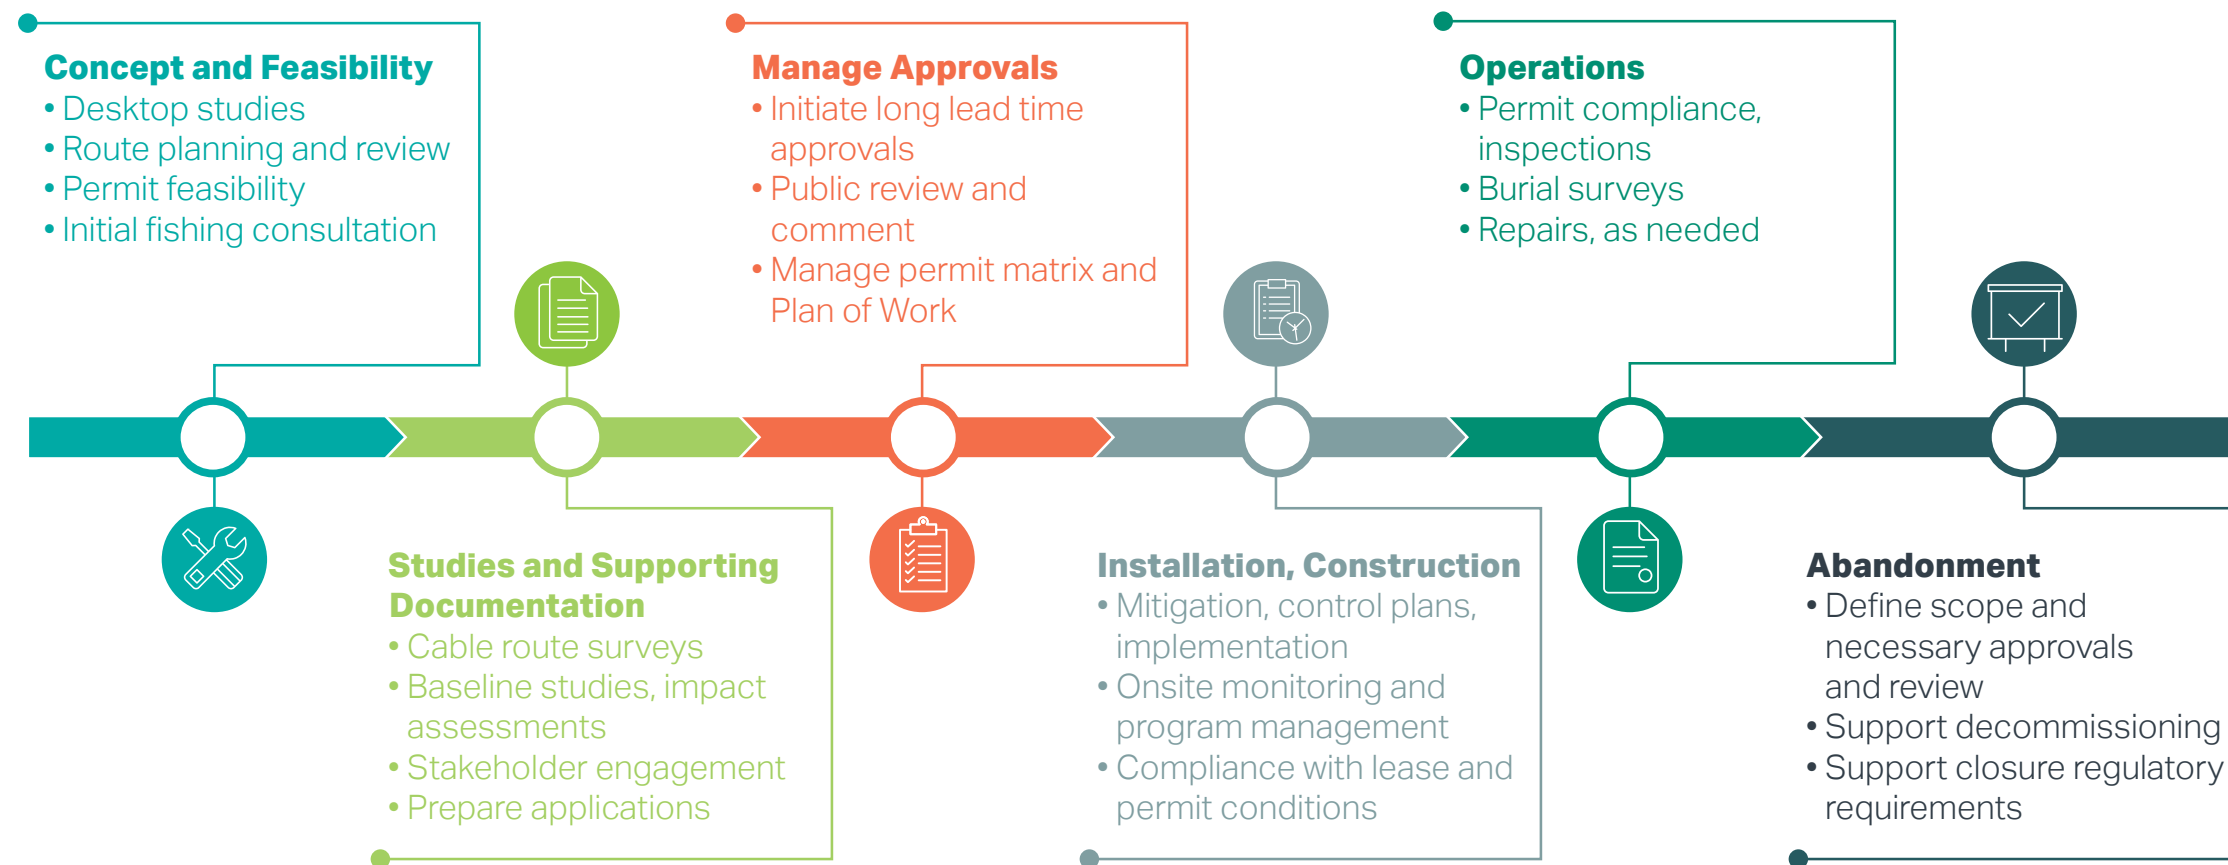 Concept and Feasibility
• Desktop studies
• Route planning and review
• Permit feasibility
• Initial fishing consultation
Studies and Supporting
Documentation
• Cable route surveys
• Baseline studies, impact
assessments
• Stakeholder engagement
• Prepare applications
Manage Approvals
• Initiate long lead time
approvals
• Public review and
comment
• Manage permit matrix and
Plan of Work
Installation, Construction
• Mitigation, control plans,
implementation
• Onsite monitoring and
program management
• Compliance with lease and
permit conditions
Operations
• Permit compliance,
inspections
• Burial surveys
• Repairs, as needed
Abandonment
• Define scope and
necessary approvals
and review
• Support decommissioning
• Support closure regulatory
requirements